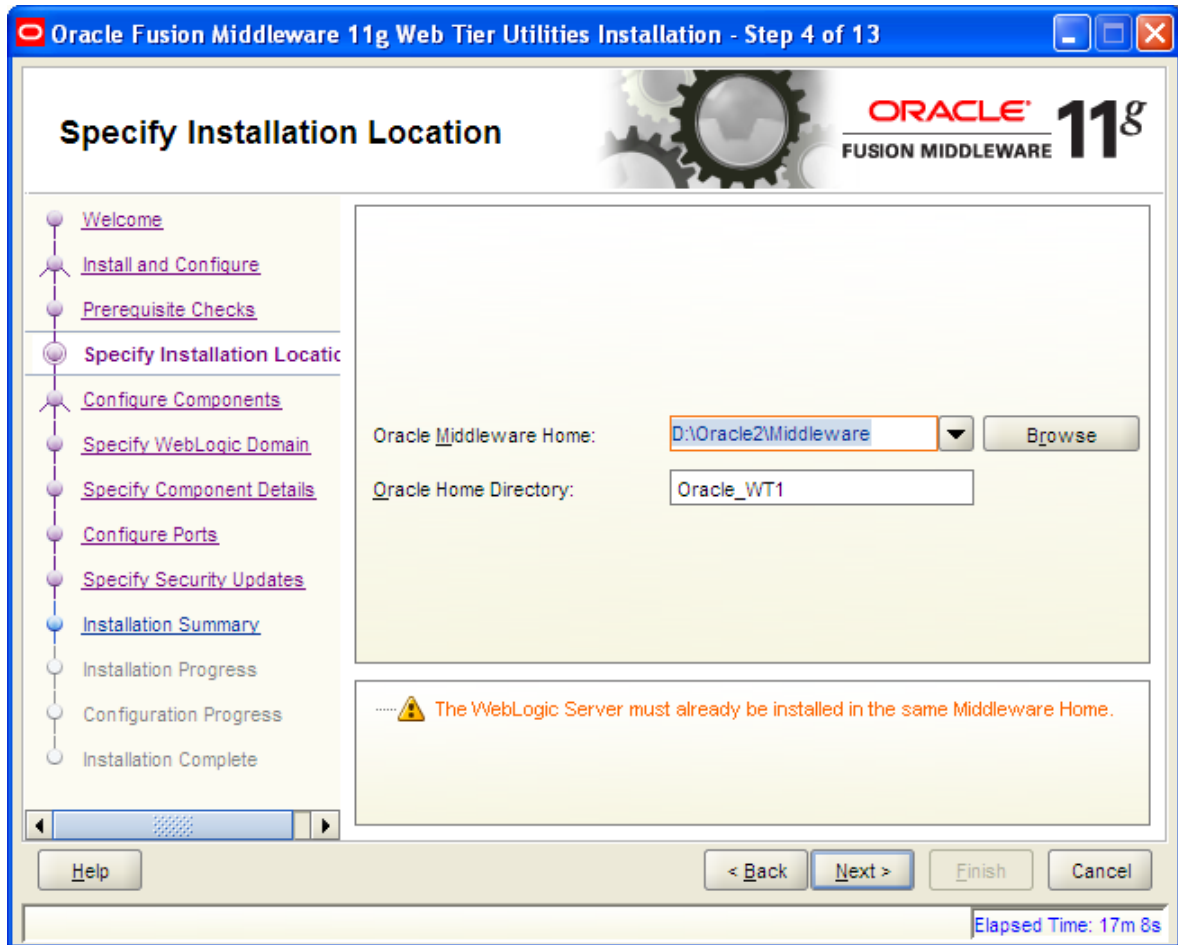 Oracle Fusion Middleware 11g Web Tier Utilities Installation - Step 4 of 13
Specify Installation Location
ORACLE
FUSION MIDDLEWARE
11g
Welcome
Install and Configure
Prerequisite Checks
Specify Installation Locatic
Configure Components
Specify WebLogic Domain
Specify Component Details
Configure Ports
Specify Security Updates
Installation Summary
Installation Progress
Configuration Progress
Installation Complete
Oracle Middleware Home:
D:\Oracle2\Middleware
Browse
Oracle Home Directory:
Oracle_WT1
The WebLogic Server must already be installed in the same Middleware Home.
Help
< Back
Next >
Finish
Cancel
Elapsed Time: 17m 8s